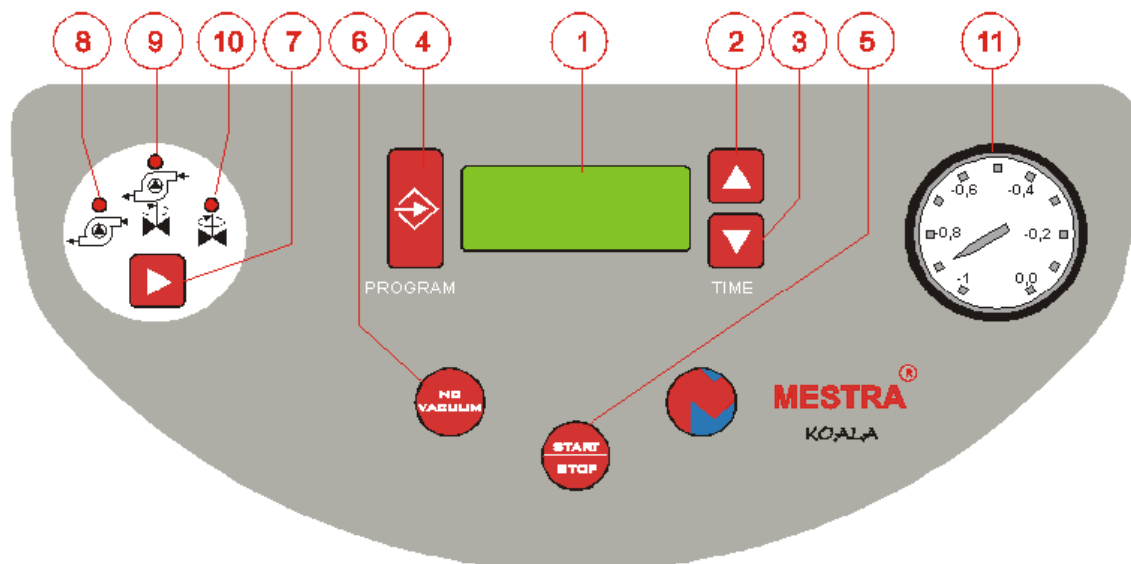 8 9 10 7 6 4 1 2 3 5 11
-0,6 -0,4
-0,8 -0,2
-1 0,0
PROGRAM TIME
NO
VACUUM
MESTRA®
KOALA
START
STOP